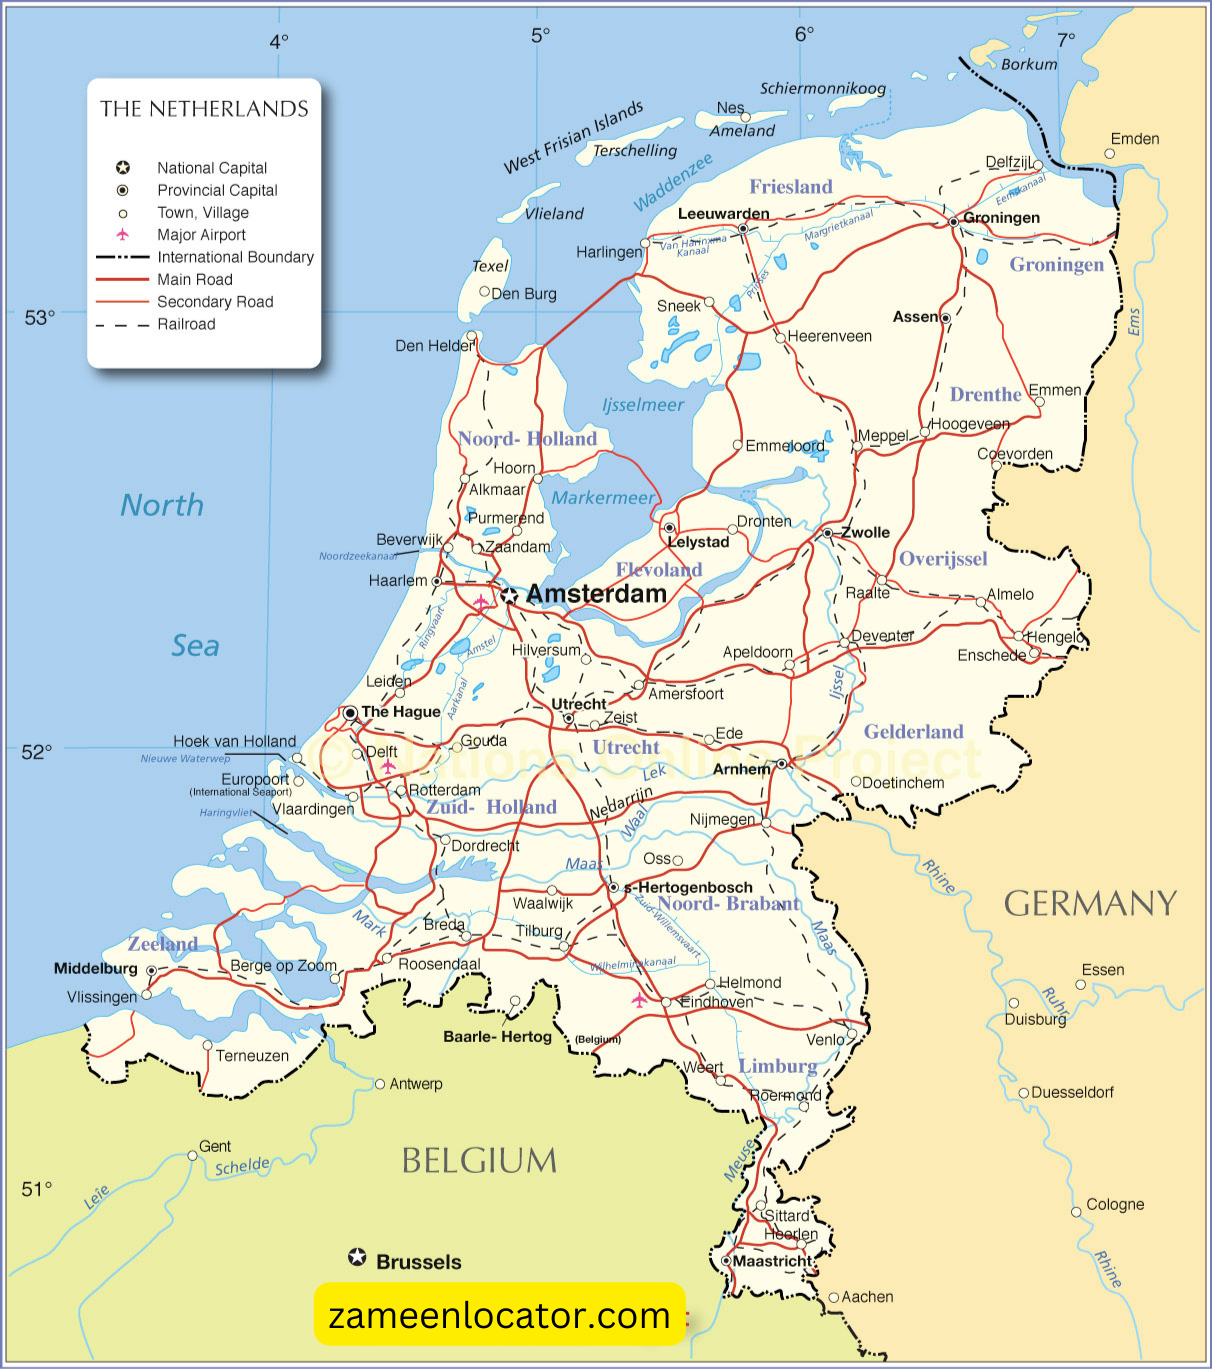 4°
5°
6°
7°
Borkum
Schiermonnikoog
Nes
Ameland
West Frisian Islands
Terschelling
Emden
Delfzijl
Waddenzee
Eemskanaal
Friesland
Vlieland
Leeuwarden
Margrietkanaal
Groningen
Harlingen
Van Harinxma
Kanaal
Groningen
THE NETHERLANDS
National Capital
Provincial Capital
Town, Village
Major Airport
International Boundary
Main Road
Secondary Road
Railroad
Texel
Den Burg
Prinses
Sneek
53°
Assen
Ems
Den Helder
Heerenveen
Drenthe
Emmen
Ijsselmeer
Noord- Holland
Emmeloord
Meppel
Hoogeveen
Coevorden
Hoorn
Alkmaar
Markermeer
North
Purmerend
Dronten
Beverwijk
Zaandam
Lelystad
Zwolle
Noordzeekanaal
Flevoland
Overijssel
Haarlem
Amsterdam
Raalte
Almelo
Sea
Ringvaart
Amstel
Hilversum
Apeldoorn
Deventer
Hengelo
Enschede
Leiden
Aarkanal
Amersfoort
Ijssel
The Hague
Utrecht
Zeist
Ede
Gelderland
52°
Hoek van Holland
Nieuwe Waterwep
Delft
Gouda
Utrecht
© Nations Online Project
Arnhem
Lek
Europoort
(International Seaport)
Rotterdam
Doetinchem
Vlaardingen
Zuid- Holland
Nedarrijn
Haringvliet
Waal
Nijmegen
Dordrecht
Maas
Oss
Rhine
s-Hertogenbosch
Waalwijk
Noord- Brabant
GERMANY
Mark
Zuid-Willemsvaart
Breda
Tilburg
Maas
Zeeland
Middelburg
Berge op Zoom
Roosendaal
Wilhelminakanaal
Essen
Vlissingen
Helmond
Eindhoven
Ruhr
Duisburg
Baarle- Hertog
(Belgium)
Venlo
Terneuzen
Weert
Limburg
Antwerp
Roermond
Duesseldorf
Gent
Schelde
BELGIUM
Meuse
51°
Leie
Sittard
Cologne
Heerlen
Brussels
Maastricht
Rhine
Aachen
zameenlocator.com